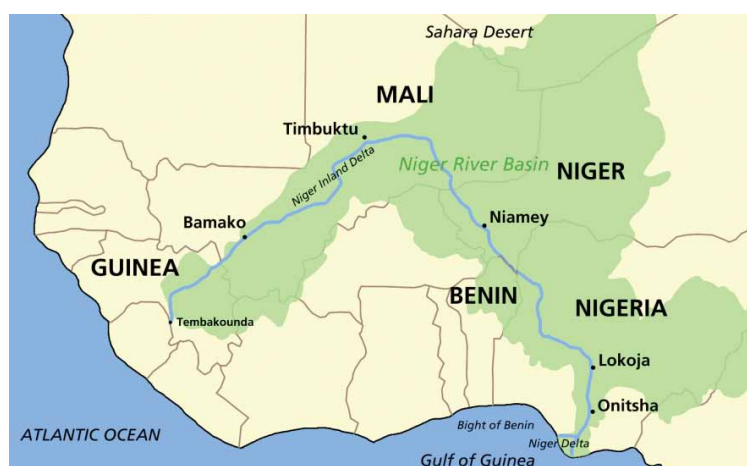 Sahara Desert
MALI
Timbuktu
Niger Inland Delta
Niger River Basin
NIGER
Bamako
Niamey
GUINEA
BENIN
NIGERIA
Tembakounda
Lokoja
Onitsha
Bight of Benin
ATLANTIC OCEAN
Niger Delta
Gulf of Guinea